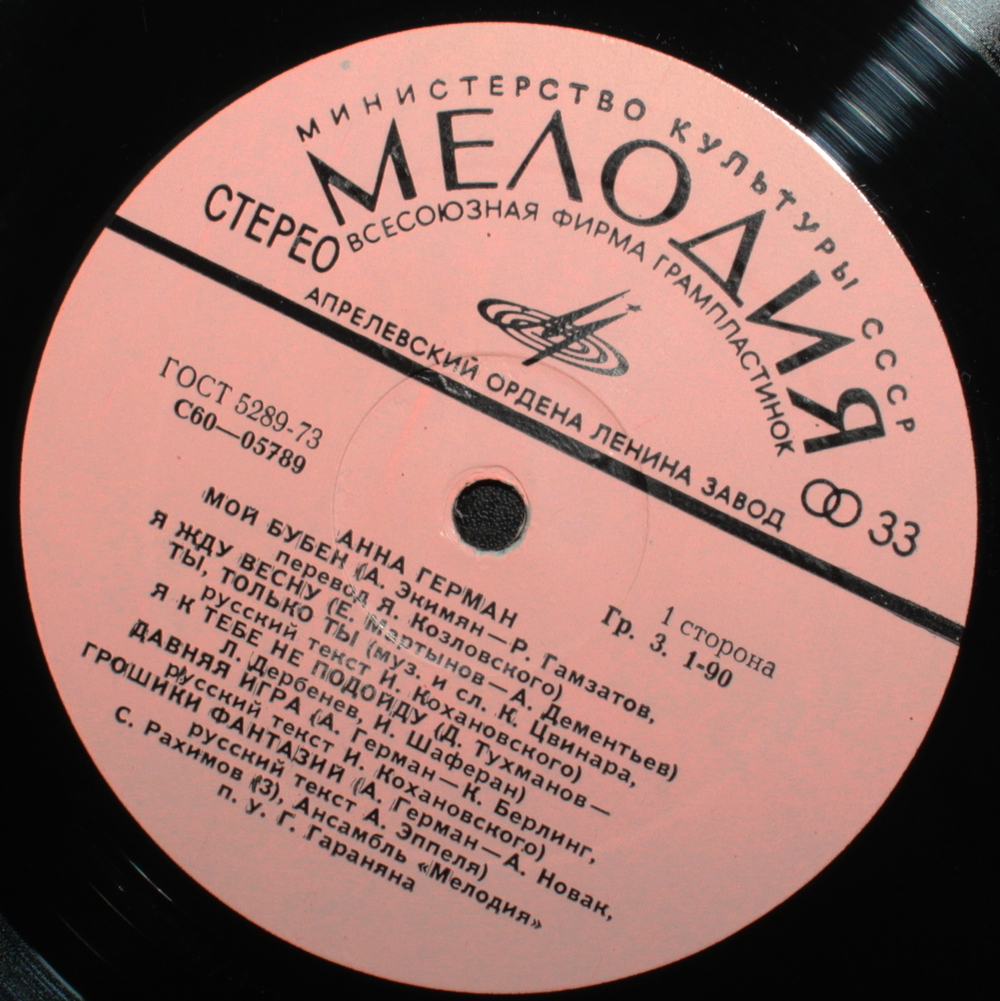 МИНИСТЕРСТВО КУЛЬТУРЫ СССР
МЕЛОДИЯ
ВСЕСОЮЗНАЯ ФИРМА ГРАМПЛАСТИНОК
СТЕРЕО
АПРЕЛЕВСКИЙ ОРДЕНА ЛЕНИНА ЗАВОД
33
ГОСТ 5289-73
С60—05789
1 сторона
Гр. 3. 1-90
АННА ГЕРМАН
МОЙ БУБЕН (А. Экимян—Р. Гамзатов,
перевод Я. Козловского)
Я ЖДУ ВЕСНУ (Е. Мартынов—А. Дементьев)
ТЫ, ТОЛЬКО ТЫ (муз. и сл. К. Цвинара,
русский текст И. Кохановского)
Я К ТЕБЕ НЕ ПОДОЙДУ (Д. Тухманов—
Л. Дербенев, И. Шаферан)
ДАВНЯЯ ИГРА (А. Герман—К. Берлинг,
русский текст И. Кохановского)
ГРОШИКИ ФАНТАЗИЙ (А. Герман—А. Новак,
русский текст А. Эппеля)
С. Рахимов (3), Ансамбль «Мелодия»
п. у. Г. Гараняна